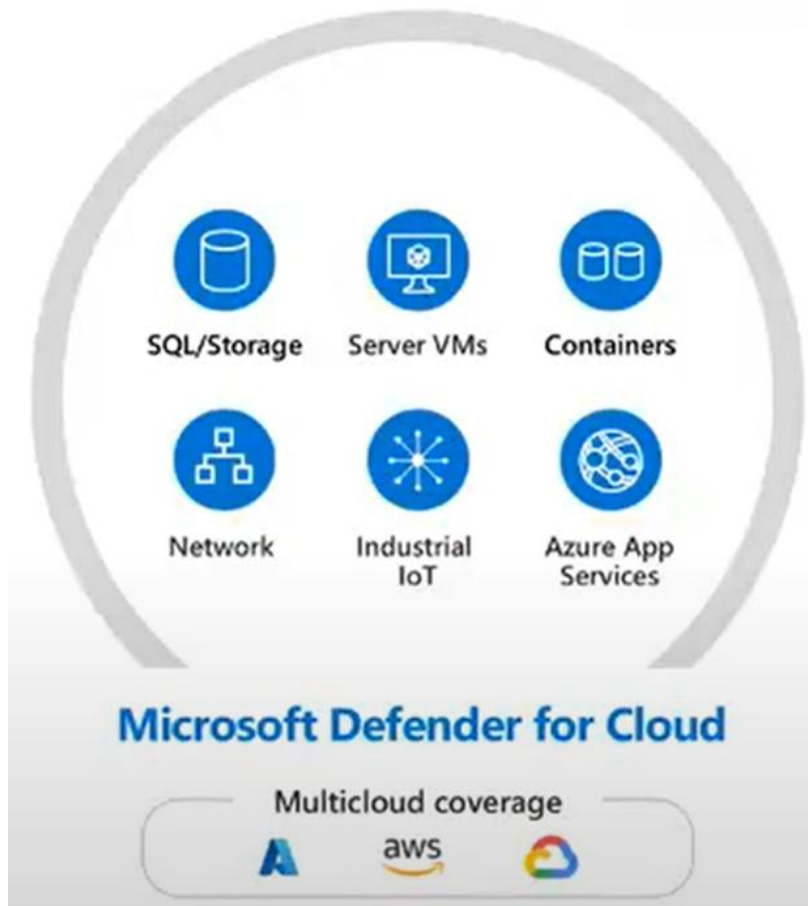 SQL/Storage
Server VMs
Containers
Network
Industrial
IoT
Azure App
Services
Microsoft Defender for Cloud
Multicloud coverage
aws